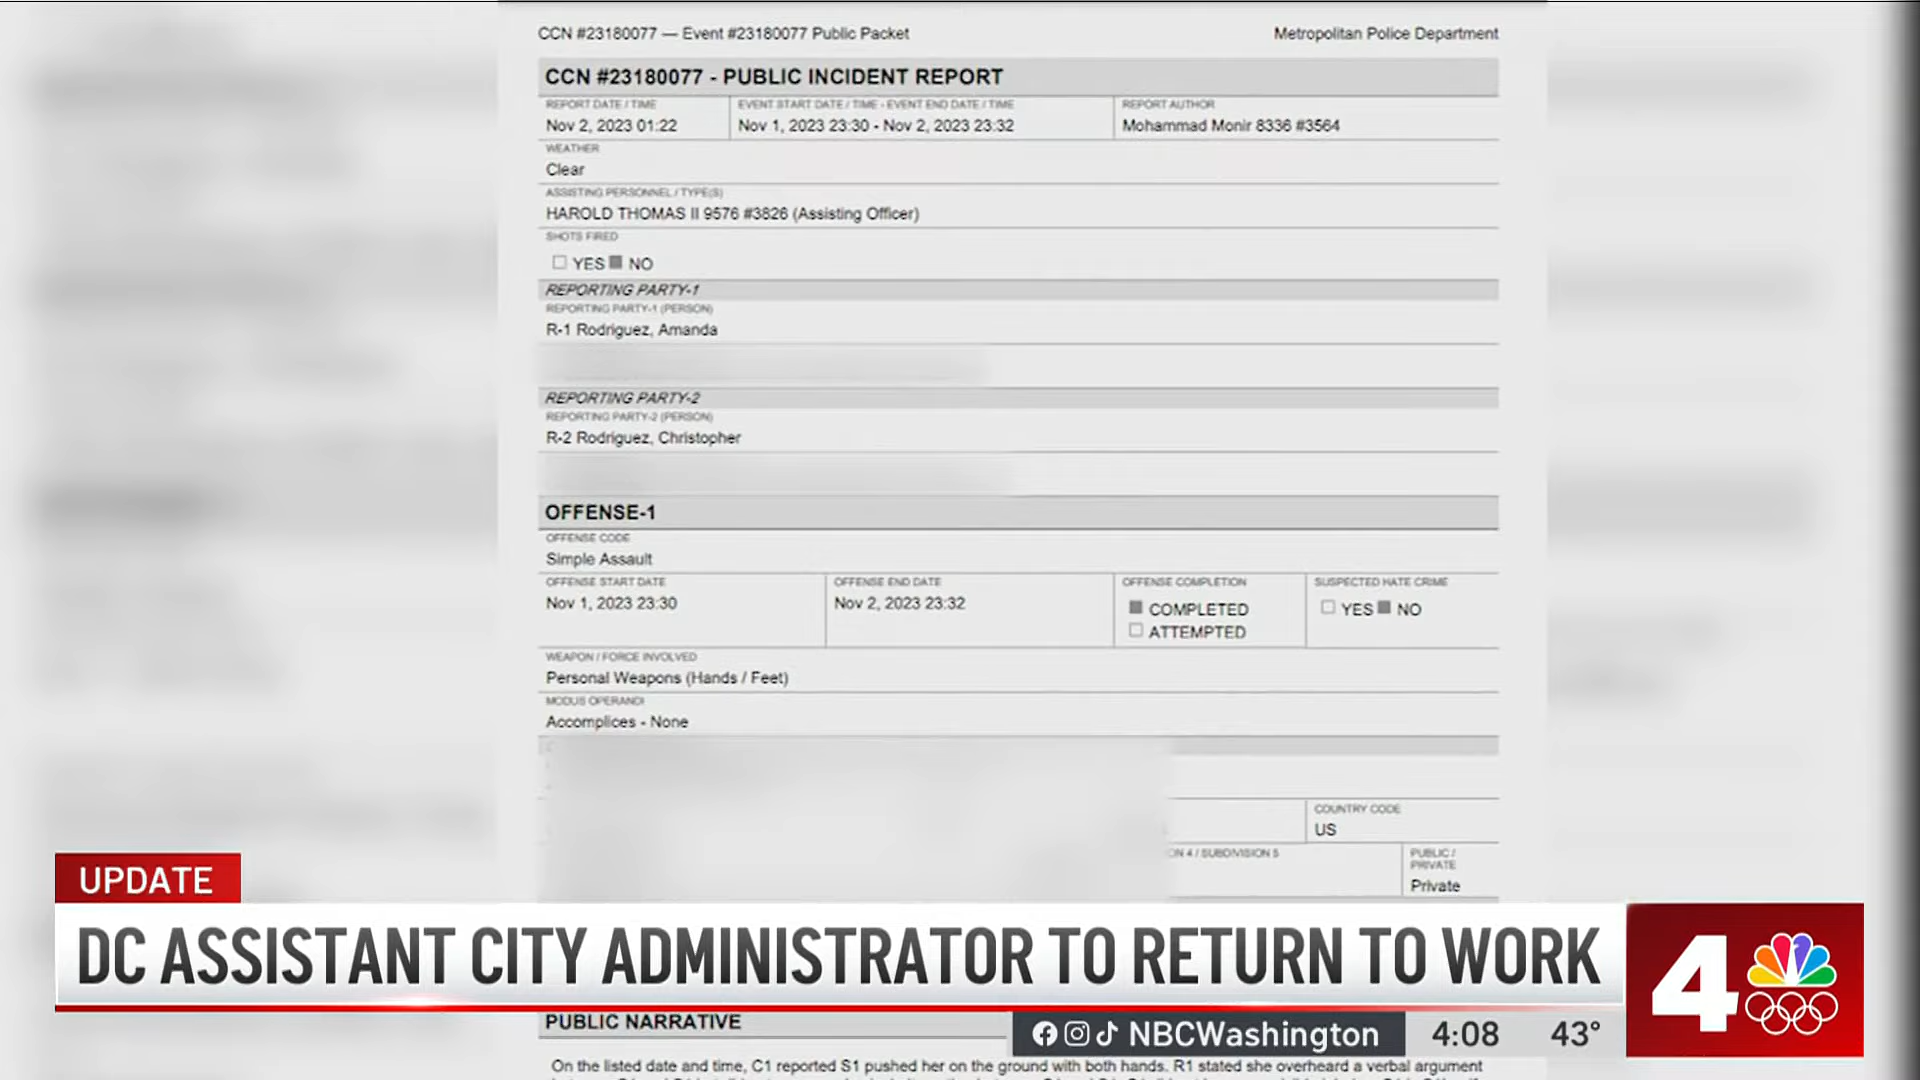 CCN #23180077 — Event #23180077 Public Packet
Metropolitan Police Department
CCN #23180077 - PUBLIC INCIDENT REPORT
REPORT DATE / TIME
EVENT START DATE / TIME - EVENT END DATE / TIME
REPORT AUTHOR
Nov 2, 2023 01:22
Nov 1, 2023 23:30 - Nov 2, 2023 23:32
Mohammad Monir 8336 #3564
WEATHER
Clear
ASSISTING PERSONNEL / TYPE(S)
HAROLD THOMAS II 9576 #3826 (Assisting Officer)
SHOTS FIRED
YES NO
REPORTING PARTY-1
REPORTING PARTY-1 (PERSON)
R-1 Rodriguez, Amanda
REPORTING PARTY-2
REPORTING PARTY-2 (PERSON)
R-2 Rodriguez, Christopher
OFFENSE-1
OFFENSE CODE
Simple Assault
OFFENSE START DATE
OFFENSE END DATE
OFFENSE COMPLETION
SUSPECTED HATE CRIME
Nov 1, 2023 23:30
Nov 2, 2023 23:32
COMPLETED
YES NO
ATTEMPTED
WEAPON / FORCE INVOLVED
Personal Weapons (Hands / Feet)
MODUS OPERANDI
Accomplices - None
COUNTRY CODE
US
4 / SUBDIVISION 5
PUBLIC /
PRIVATE
Private
UPDATE
DC ASSISTANT CITY ADMINISTRATOR TO RETURN TO WORK
4
PUBLIC NARRATIVE
NBCWashington
4:08
43°
On the listed date and time, C1 reported S1 pushed her on the ground with both hands. R1 stated she overheard a verbal argument